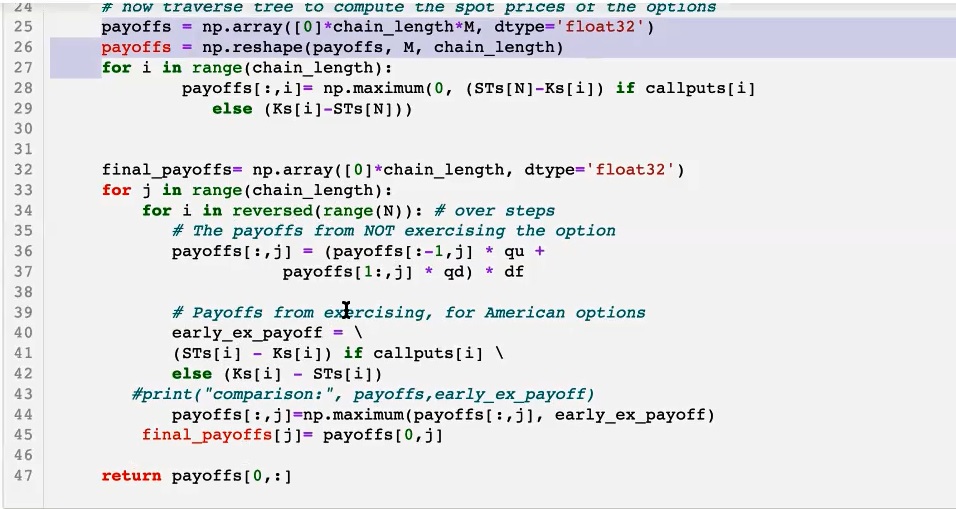 24 # now traverse tree to compute the spot prices of the options
25 payoffs = np.array([0]*chain_length*M, dtype='float32')
26 payoffs = np.reshape(payoffs, M, chain_length)
27 for i in range(chain_length):
28 payoffs[:,i]= np.maximum(0, (STs[N]-Ks[i]) if callputs[i]
29 else (Ks[i]-STs[N]))
30
31
32 final_payoffs= np.array([0]*chain_length, dtype='float32')
33 for j in range(chain_length):
34 for i in reversed(range(N)): # over steps
35 # The payoffs from NOT exercising the option
36 payoffs[:,j] = (payoffs[:-1,j] * qu +
37 payoffs[1:,j] * qd) * df
38
39 # Payoffs from exercising, for American options
40 early_ex_payoff = \
41 (STs[i] - Ks[i]) if callputs[i] \
42 else (Ks[i] - STs[i])
43 #print("comparison:", payoffs,early_ex_payoff)
44 payoffs[:,j]=np.maximum(payoffs[:,j], early_ex_payoff)
45 final_payoffs[j]= payoffs[0,j]
46
47 return payoffs[0,:]